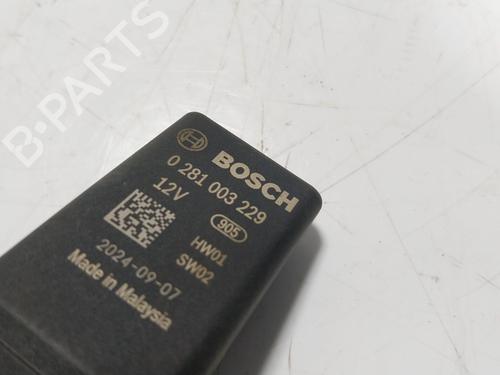 B-PARTS
BOSCH
0 281 003 229
12V
905
HW01
SW02
2024-09-07
Made in Malaysia